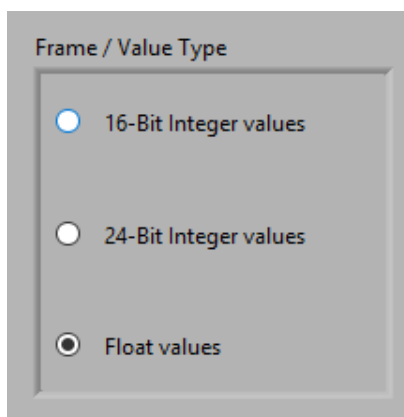 Frame / Value Type
16-Bit Integer values
24-Bit Integer values
Float values